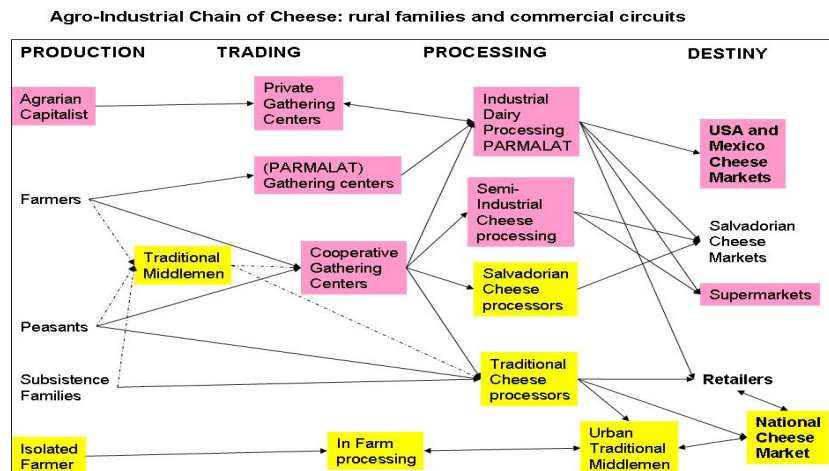 Agro-Industrial Chain of Cheese: rural families and commercial circuits
PRODUCTION
TRADING
PROCESSING
DESTINY
Agrarian
Capitalist
Private
Gathering
Centers
Industrial
Dairy
Processing
PARMALAT
USA and
Mexico
Cheese
Markets
(PARMALAT)
Gathering centers
Farmers
Semi-
Industrial
Cheese
processing
Salvadorian
Cheese
Markets
Traditional
Middlemen
Cooperative
Gathering
Centers
Salvadorian
Cheese
processors
Supermarkets
Peasants
Subsistence
Families
Traditional
Cheese
processors
Retailers
Isolated
Farmer
In Farm
processing
Urban
Traditional
Middlemen
National
Cheese
Market